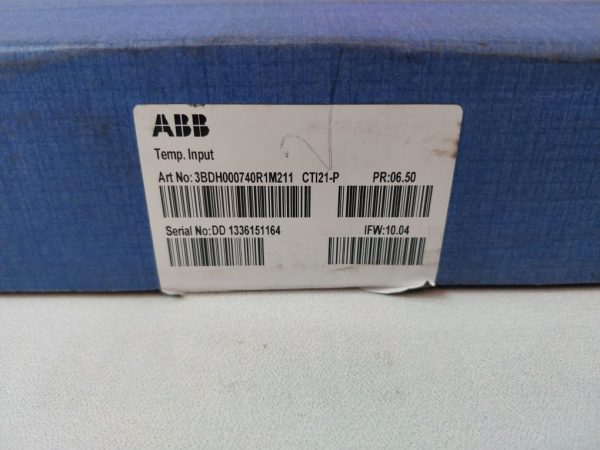 ABB
Temp. Input
Art No: 3BDH000740R1M211 CTI21-P PR:06.50
Serial No:DD 1336151164 IFW:10.04